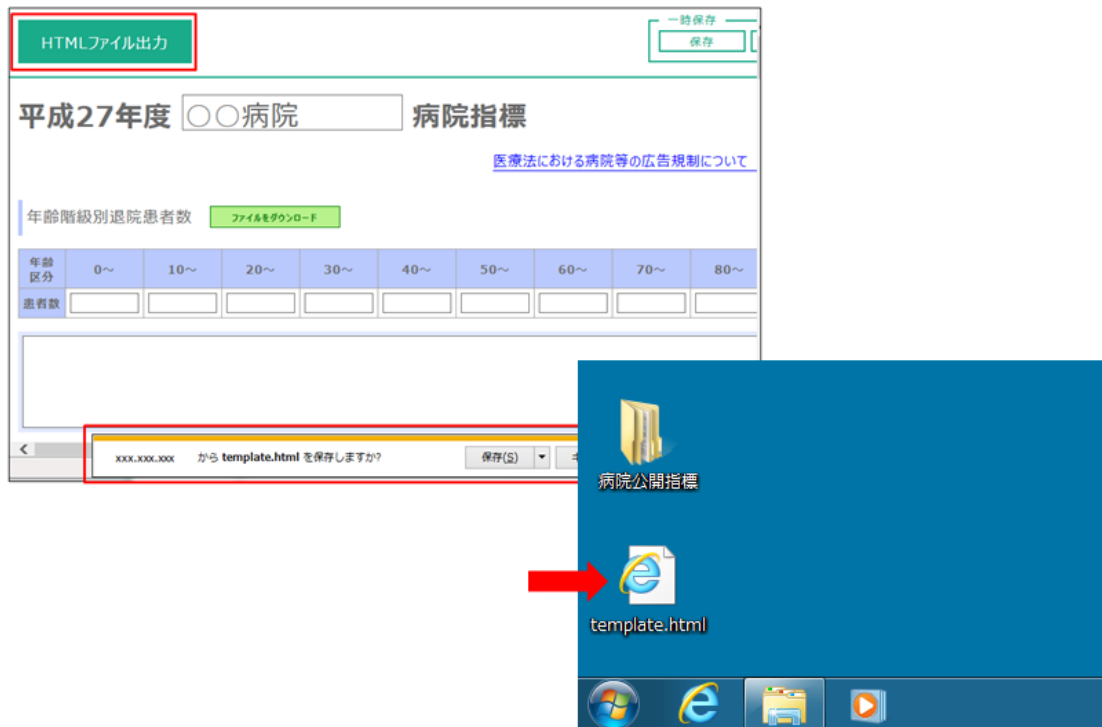 HTMLファイル出力
一時保存
保存
平成27年度 〇〇病院 病院指標
医療法における病院等の広告規制について
年齢階級別退院患者数 ファイルをダウンロード
年齢区分 0～ 10～ 20～ 30～ 40～ 50～ 60～ 70～ 80～
患者数
xxx.xxx.xxx から template.html を保存しますか?
保存(S)
病院公開指標
template.html